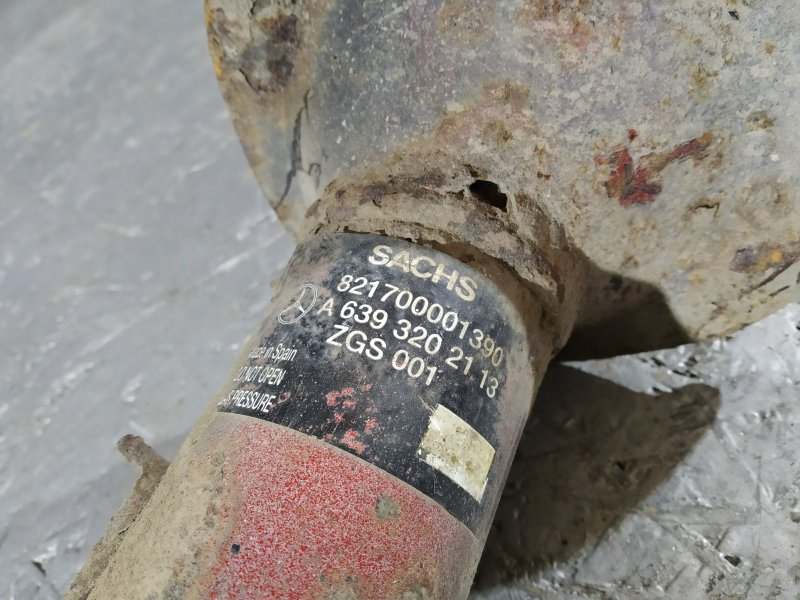 SACHS
821700001390
A 639 320 21 13
ZGS 001
in Spain
NOT OPEN
PRESSURE